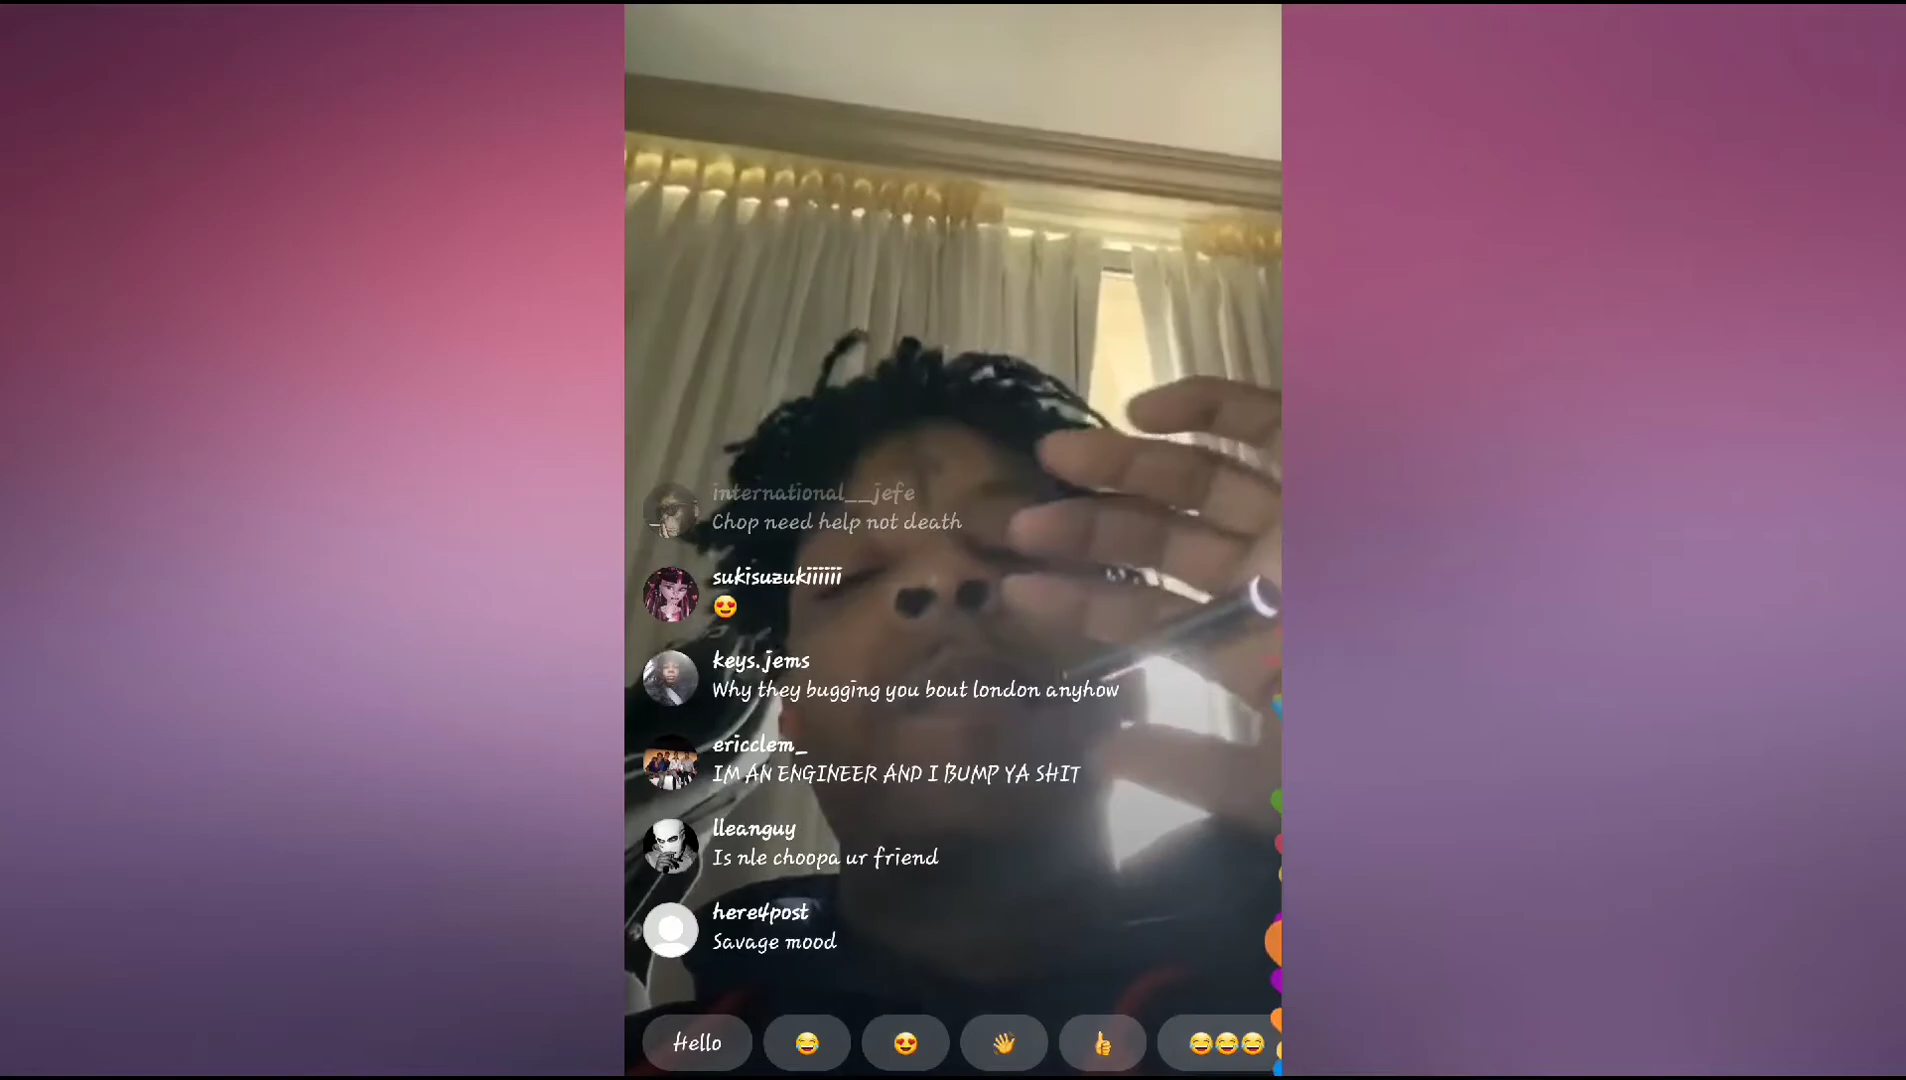 international__jefe
Chop need help not death
sukisuzukiiiiii
😍
keys.jems
Why they bugging you bout london anyhow
ericclem_
IM AN ENGINEER AND I BUMP YA SHIT
lleanguy
Is nle choopa ur friend
here4post
Savage mood
Hello 😂 😍 👋 👍 😂😂😂